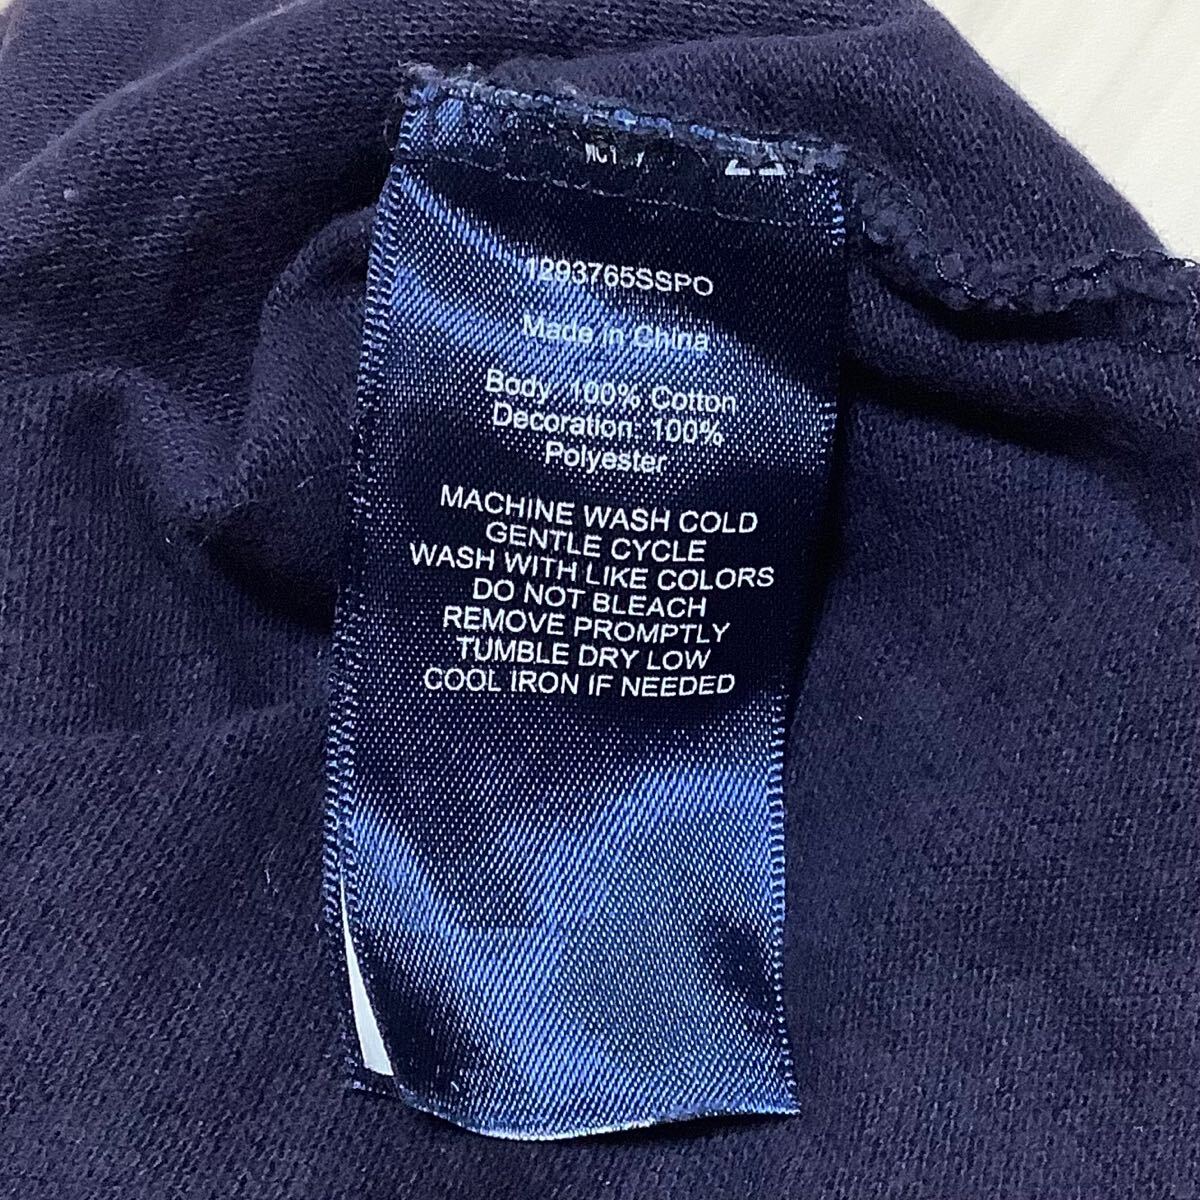 1293765SSPO
Made in China
Body: 100% Cotton
Decoration: 100%
Polyester
MACHINE WASH COLD
GENTLE CYCLE
WASH WITH LIKE COLORS
DO NOT BLEACH
REMOVE PROMPTLY
TUMBLE DRY LOW
COOL IRON IF NEEDED